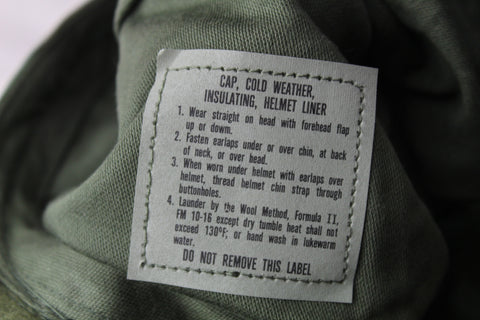 CAP, COLD WEATHER,
INSULATING, HELMET LINER
1. Wear straight on head with forehead flap
up or down.
2. Fasten earlaps under or over chin, at back
of neck, or over head.
3. When worn under helmet with earlaps over
helmet, thread helmet chin strap through
buttonholes.
4. Launder by the Wool Method, Formula II,
FM 10-16 except dry tumble heat shall not
exceed 130°F; or hand wash in lukewarm
water.
DO NOT REMOVE THIS LABEL